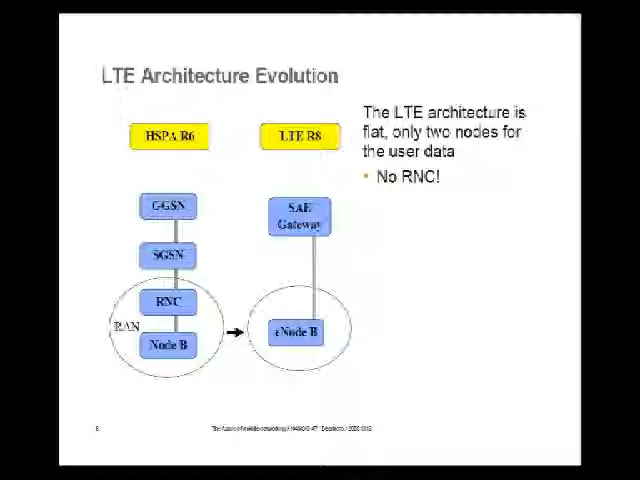 LTE Architecture Evolution
HSPA R6
LTE R8
The LTE architecture is
flat, only two nodes for
the user data
• No RNC!
GGSN
SAE
Gateway
SGSN
RNC
RAN
Node B
eNode B